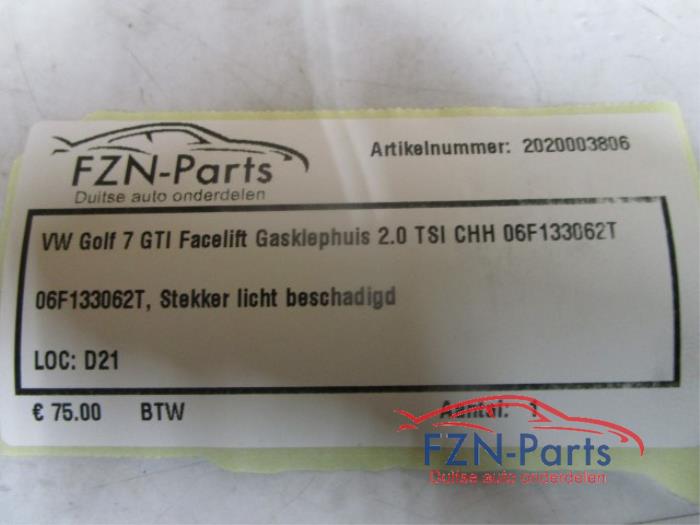 FZN-Parts
Duitse auto onderdelen
Artikelnummer: 2020003806
VW Golf 7 GTI Facelift Gasklephuis 2.0 TSI CHH 06F133062T
06F133062T, Stekker licht beschadigd
LOC: D21
€ 75.00 BTW Aantal: 1
FZN-Parts
Duitse auto onderdelen